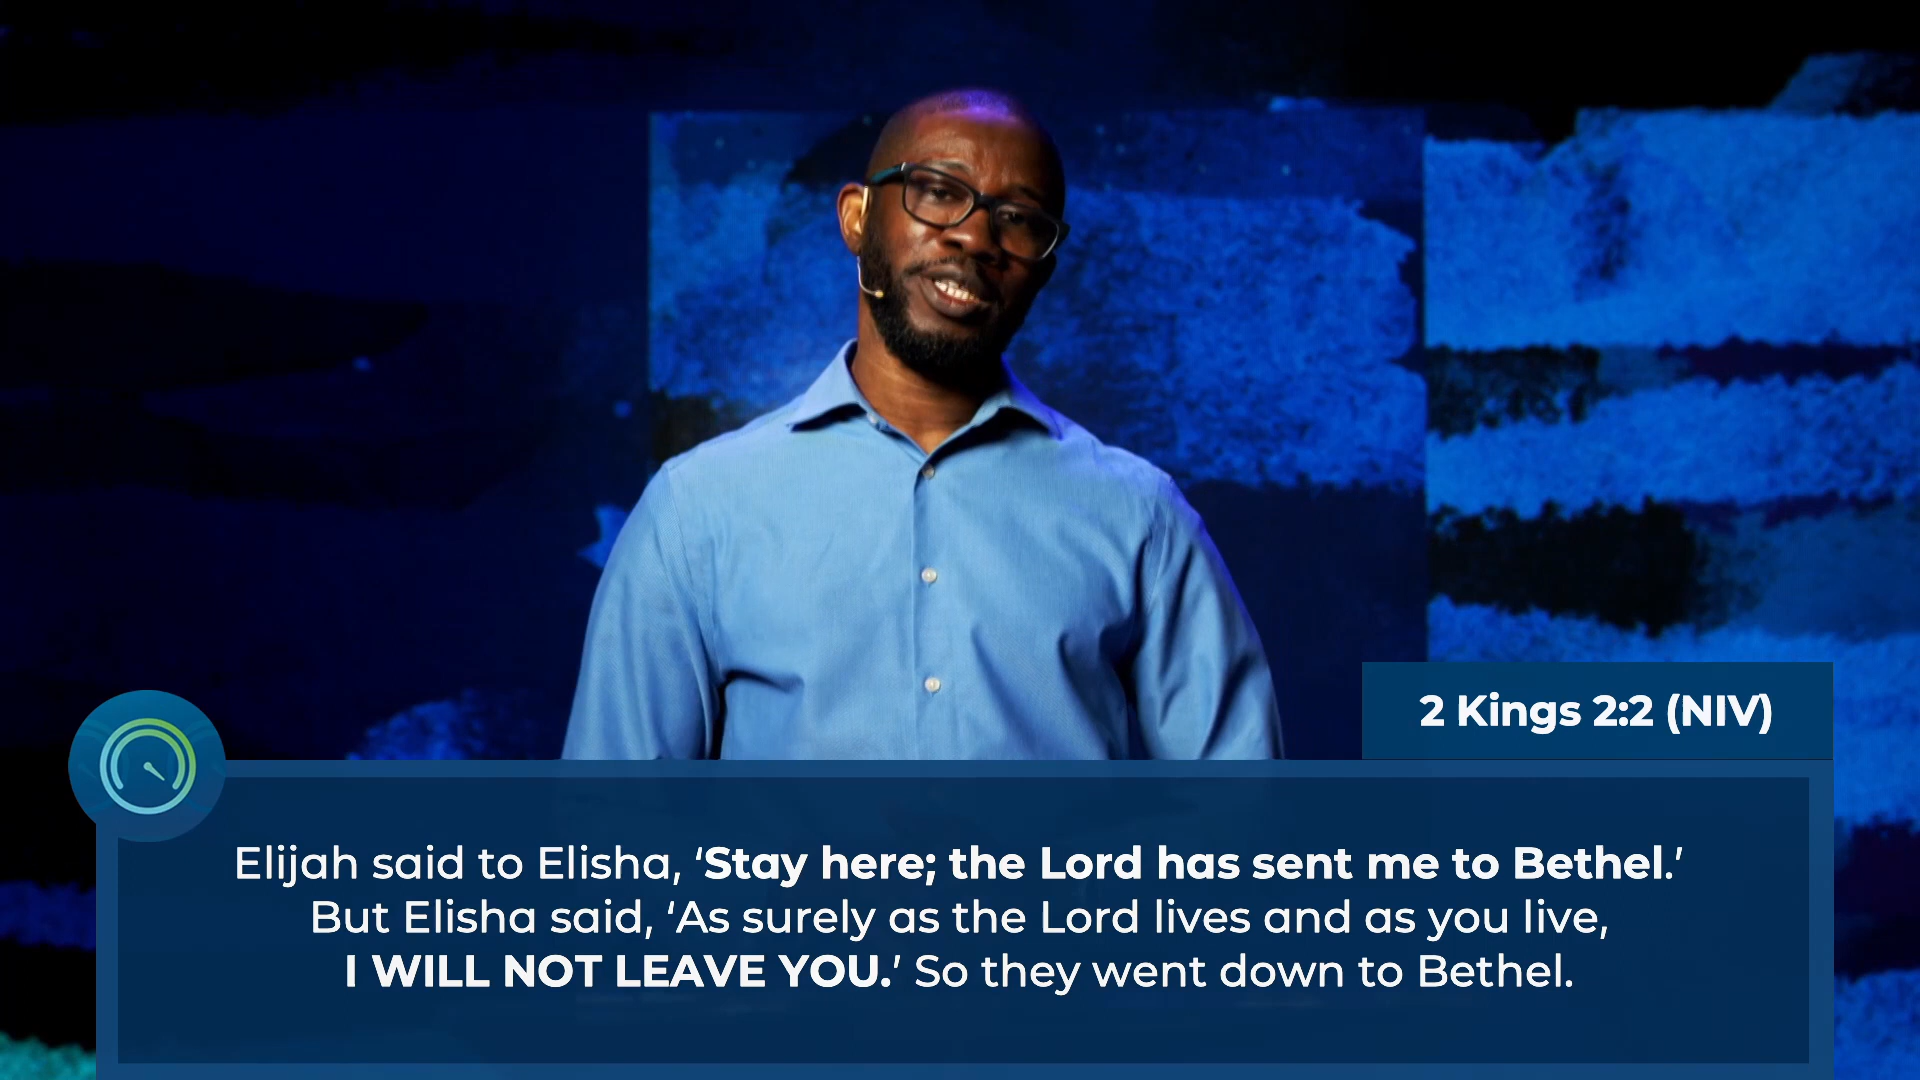 2 Kings 2:2 (NIV)
Elijah said to Elisha, ‘Stay here; the Lord has sent me to Bethel.’
But Elisha said, ‘As surely as the Lord lives and as you live,
I WILL NOT LEAVE YOU.’ So they went down to Bethel.